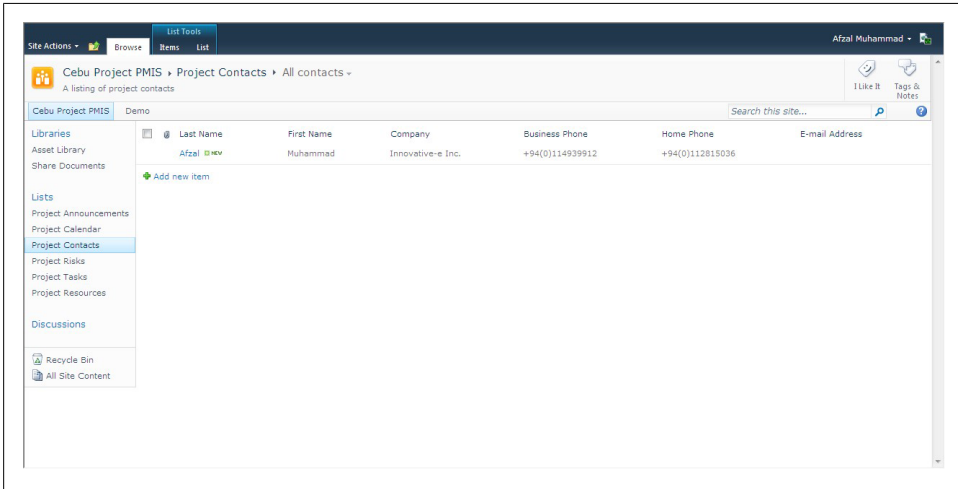 List Tools
Site Actions Browse Items List Afzal Muhammad
Cebu Project PMIS Project Contacts All contacts
A listing of project contacts
I Like It Tags & Notes
Cebu Project PMIS Demo Search this site...
Libraries
Asset Library
Share Documents
Lists
Project Announcements
Project Calendar
Project Contacts
Project Risks
Project Tasks
Project Resources
Discussions
Recycle Bin
All Site Content
Last Name First Name Company Business Phone Home Phone E-mail Address
Afzal NEW Muhammad Innovative-e Inc. +94(0)114939912 +94(0)112815036
Add new item